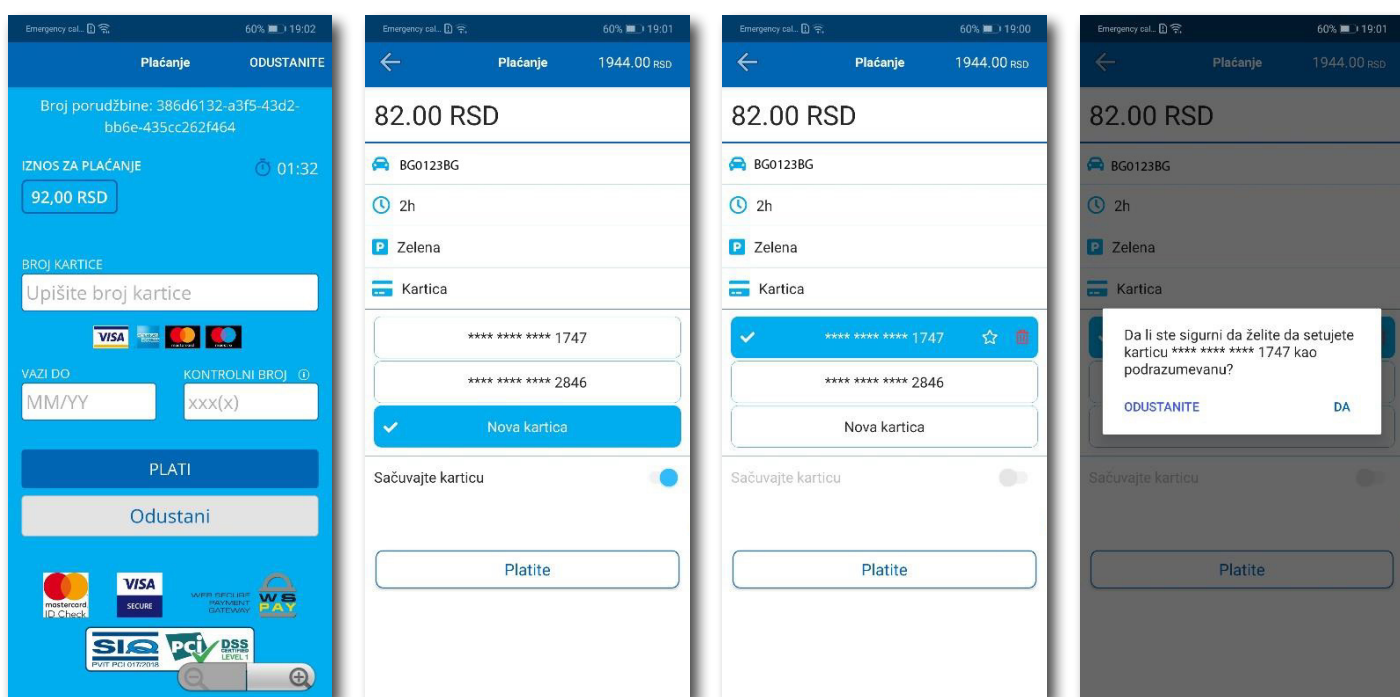 Emergency cal... 60% 19:02
Plaćanje ODUSTANITE
Broj porudžbine: 386d6132-a3f5-43d2-
bb6e-435cc262f464
IZNOS ZA PLAĆANJE 01:32
92,00 RSD
BROJ KARTICE
Upišite broj kartice
VISA
mastercard
VAZI DO KONTROLNI BROJ
MM/YY xxx(x)
PLATI
Odustani
mastercard
ID Check
VISA
SECURE
WEB SECURE
PAYMENT
GATEWAY
WS
PAY
SIQ
PVIT PCI 017/2018
PCI DSS
CERTIFIED
LEVEL 1
Emergency cal... 60% 19:01
Plaćanje 1944.00 RSD
82.00 RSD
BG0123BG
2h
P Zelena
Kartica
**** **** **** 1747
**** **** **** 2846
Nova kartica
Sačuvajte karticu
Platite
Emergency cal... 60% 19:00
Plaćanje 1944.00 RSD
82.00 RSD
BG0123BG
2h
P Zelena
Kartica
**** **** **** 1747
**** **** **** 2846
Nova kartica
Sačuvajte karticu
Platite
Emergency cal... 60% 19:01
Plaćanje 1944.00 RSD
82.00 RSD
BG0123BG
2h
P Zelena
Kartica
Da li ste sigurni da želite da setujete
karticu **** **** **** 1747 kao
podrazumevanu?
ODUSTANITE DA
Sačuvajte karticu
Platite